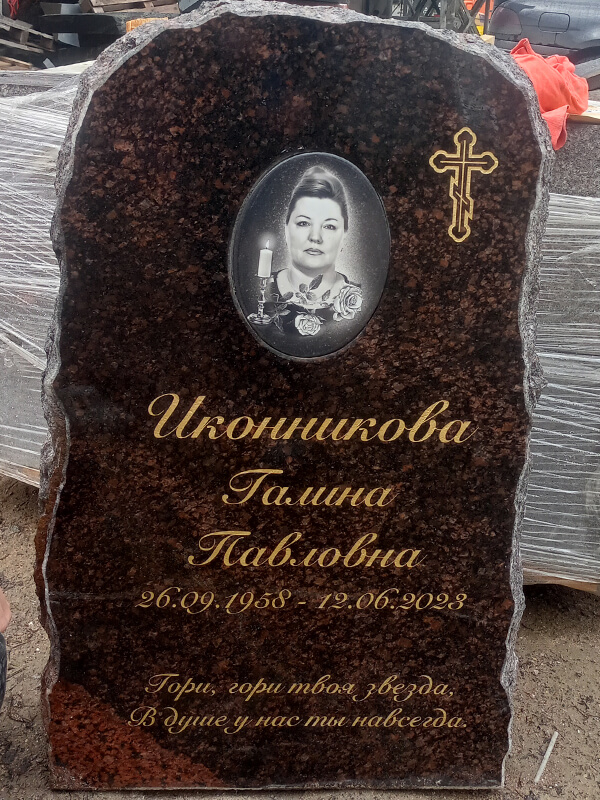 Иконникова
Галина
Павловна
26.09.1958 - 12.06.2023
Гори, гори твоя звезда,
В душе у нас ты навсегда.